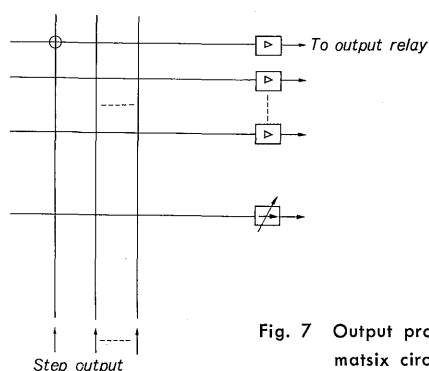 To output relay
Fig. 7 Output pro
matsix circ
Step output